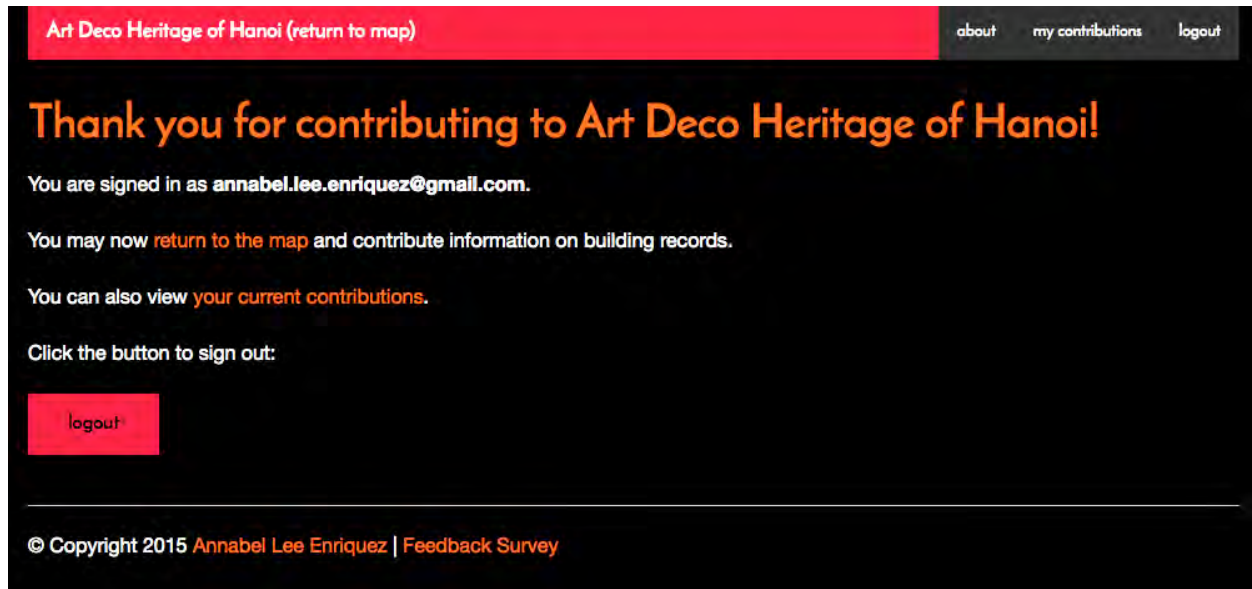 Art Deco Heritage of Hanoi (return to map) about my contributions logout
Thank you for contributing to Art Deco Heritage of Hanoi!
You are signed in as annabel.lee.enriquez@gmail.com.
You may now return to the map and contribute information on building records.
You can also view your current contributions.
Click the button to sign out:
logout
© Copyright 2015 Annabel Lee Enriquez | Feedback Survey